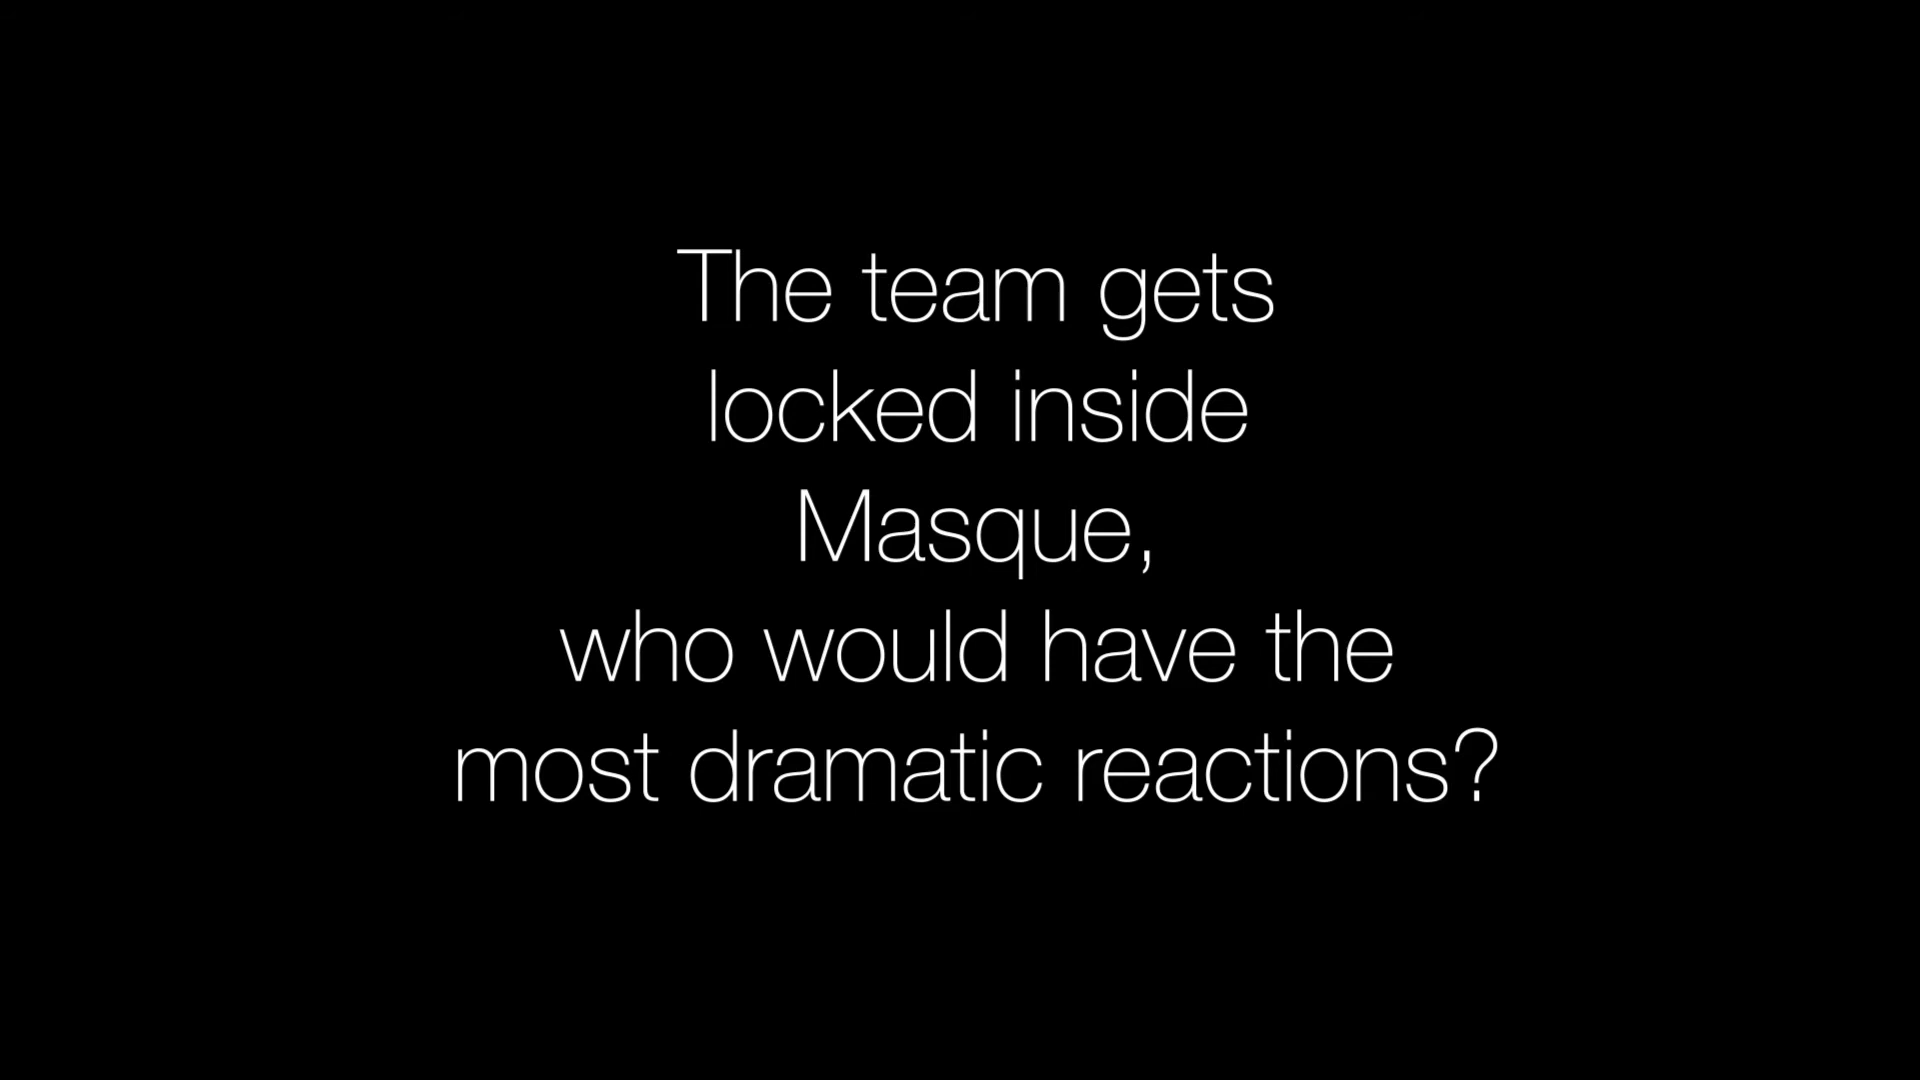 The team gets
locked inside
Masque,
who would have the
most dramatic reactions?